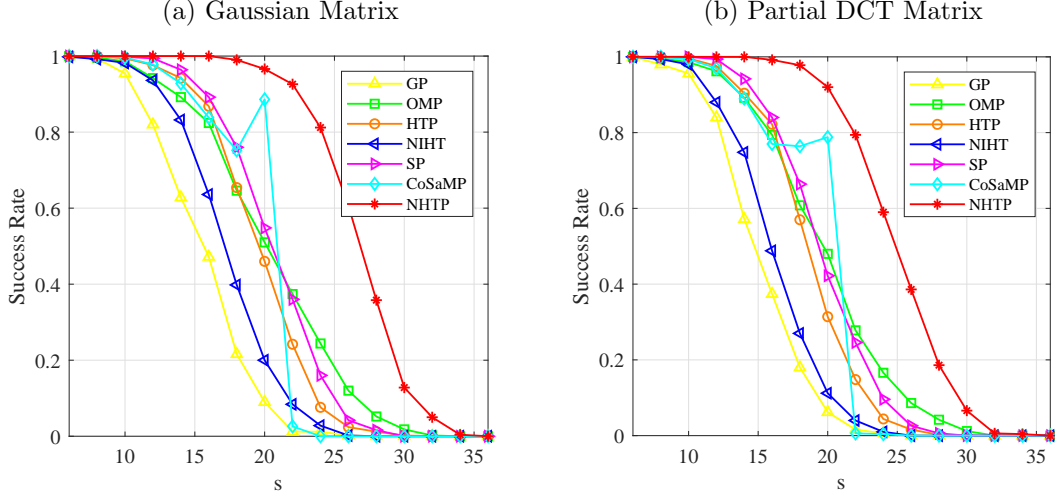 (a) Gaussian Matrix
1
0.8
0.6
0.4
0.2
0
Success Rate
10 15 20 25 30 35
s
GP
OMP
HTP
NIHT
SP
CoSaMP
NHTP
(b) Partial DCT Matrix
1
0.8
0.6
0.4
0.2
0
Success Rate
10 15 20 25 30 35
s
GP
OMP
HTP
NIHT
SP
CoSaMP
NHTP